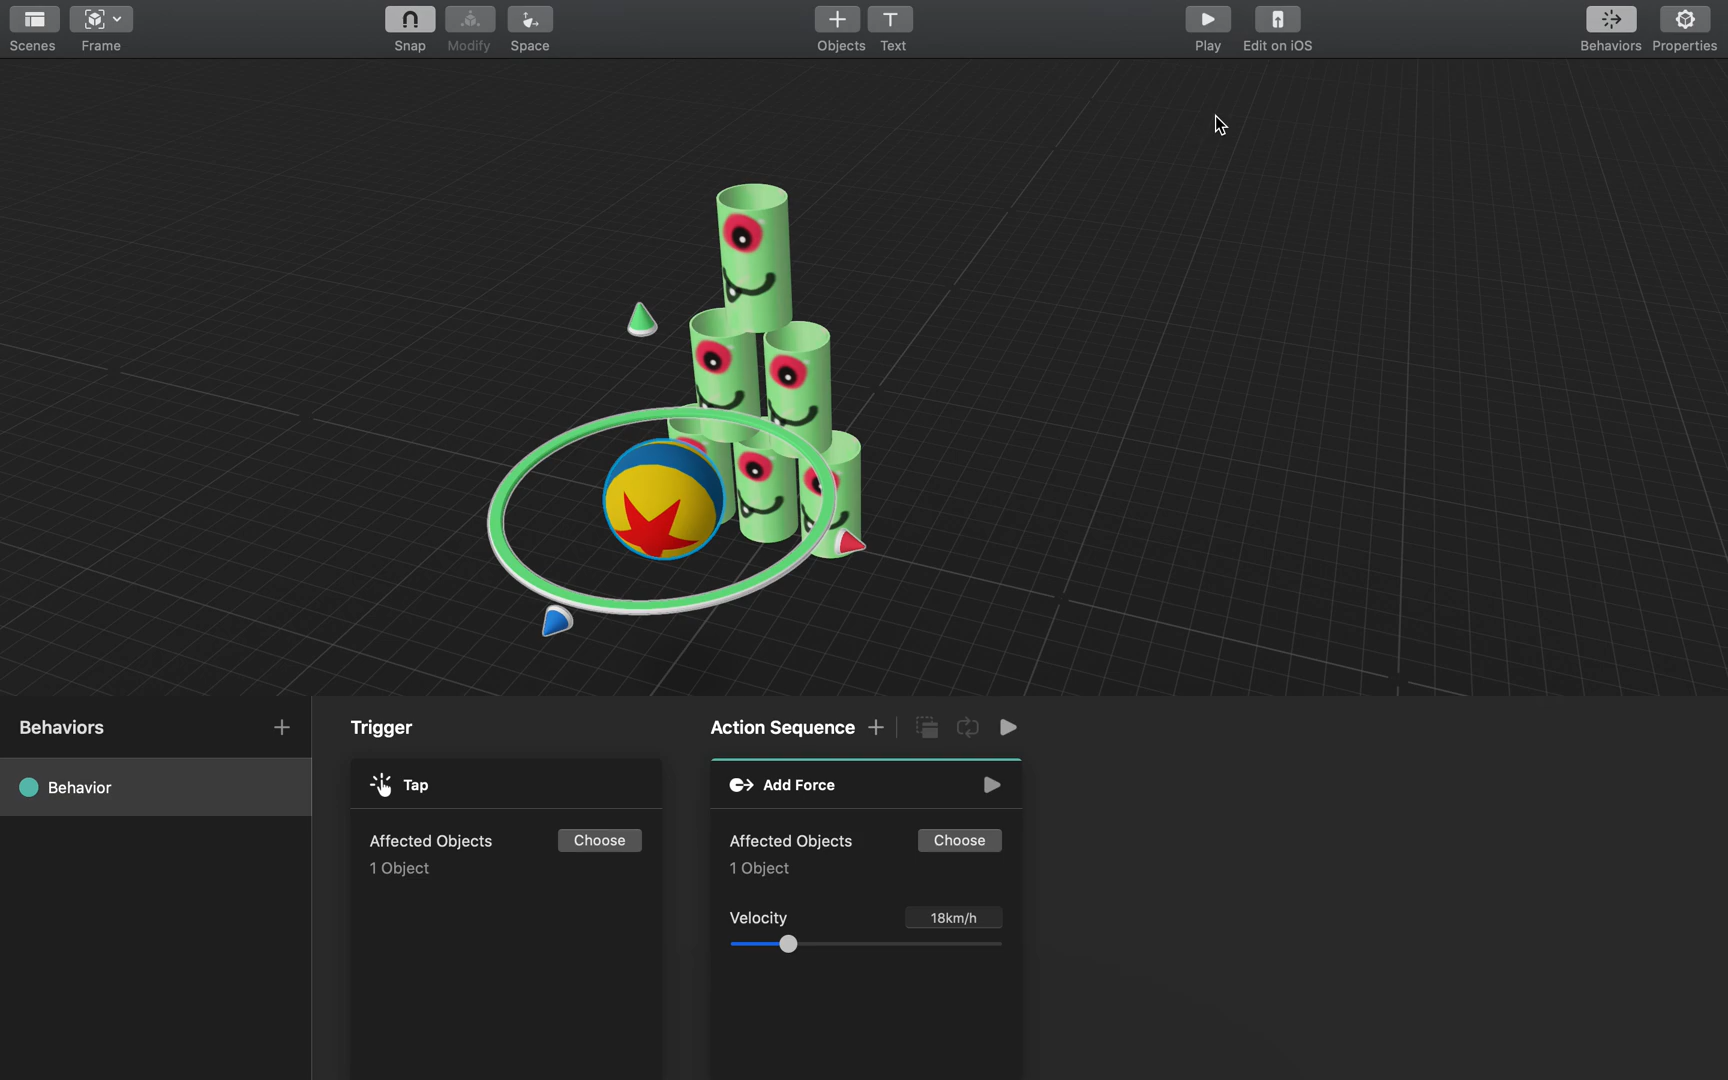 Scenes
Frame
Snap
Modify
Space
Objects
Text
Play
Edit on iOS
Behaviors
Properties
Behaviors
Behavior
Trigger
Tap
Affected Objects
Choose
1 Object
Action Sequence
Add Force
Affected Objects
Choose
1 Object
Velocity
18km/h